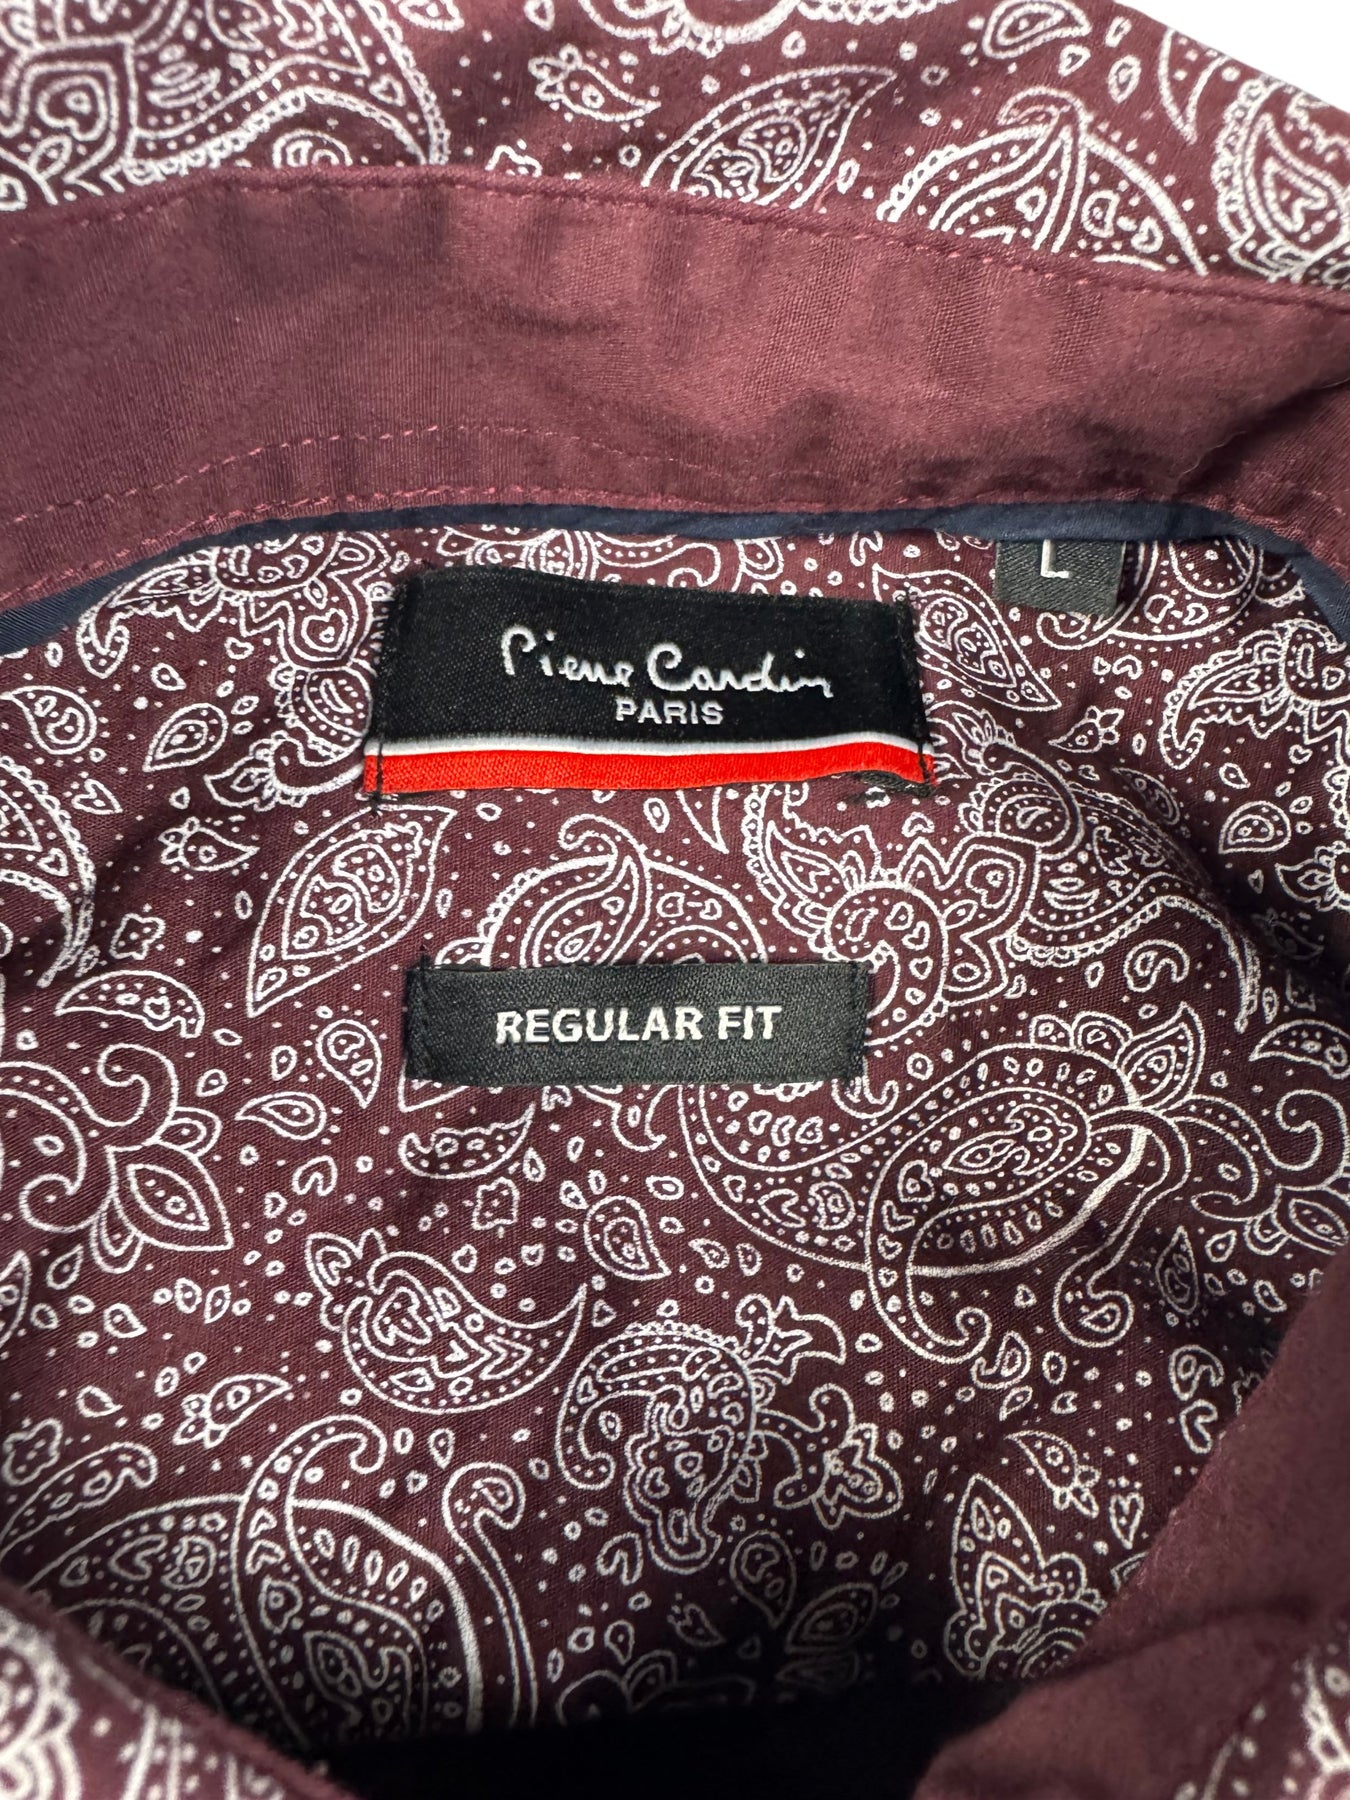 L
Pierre Cardin
PARIS
REGULAR FIT